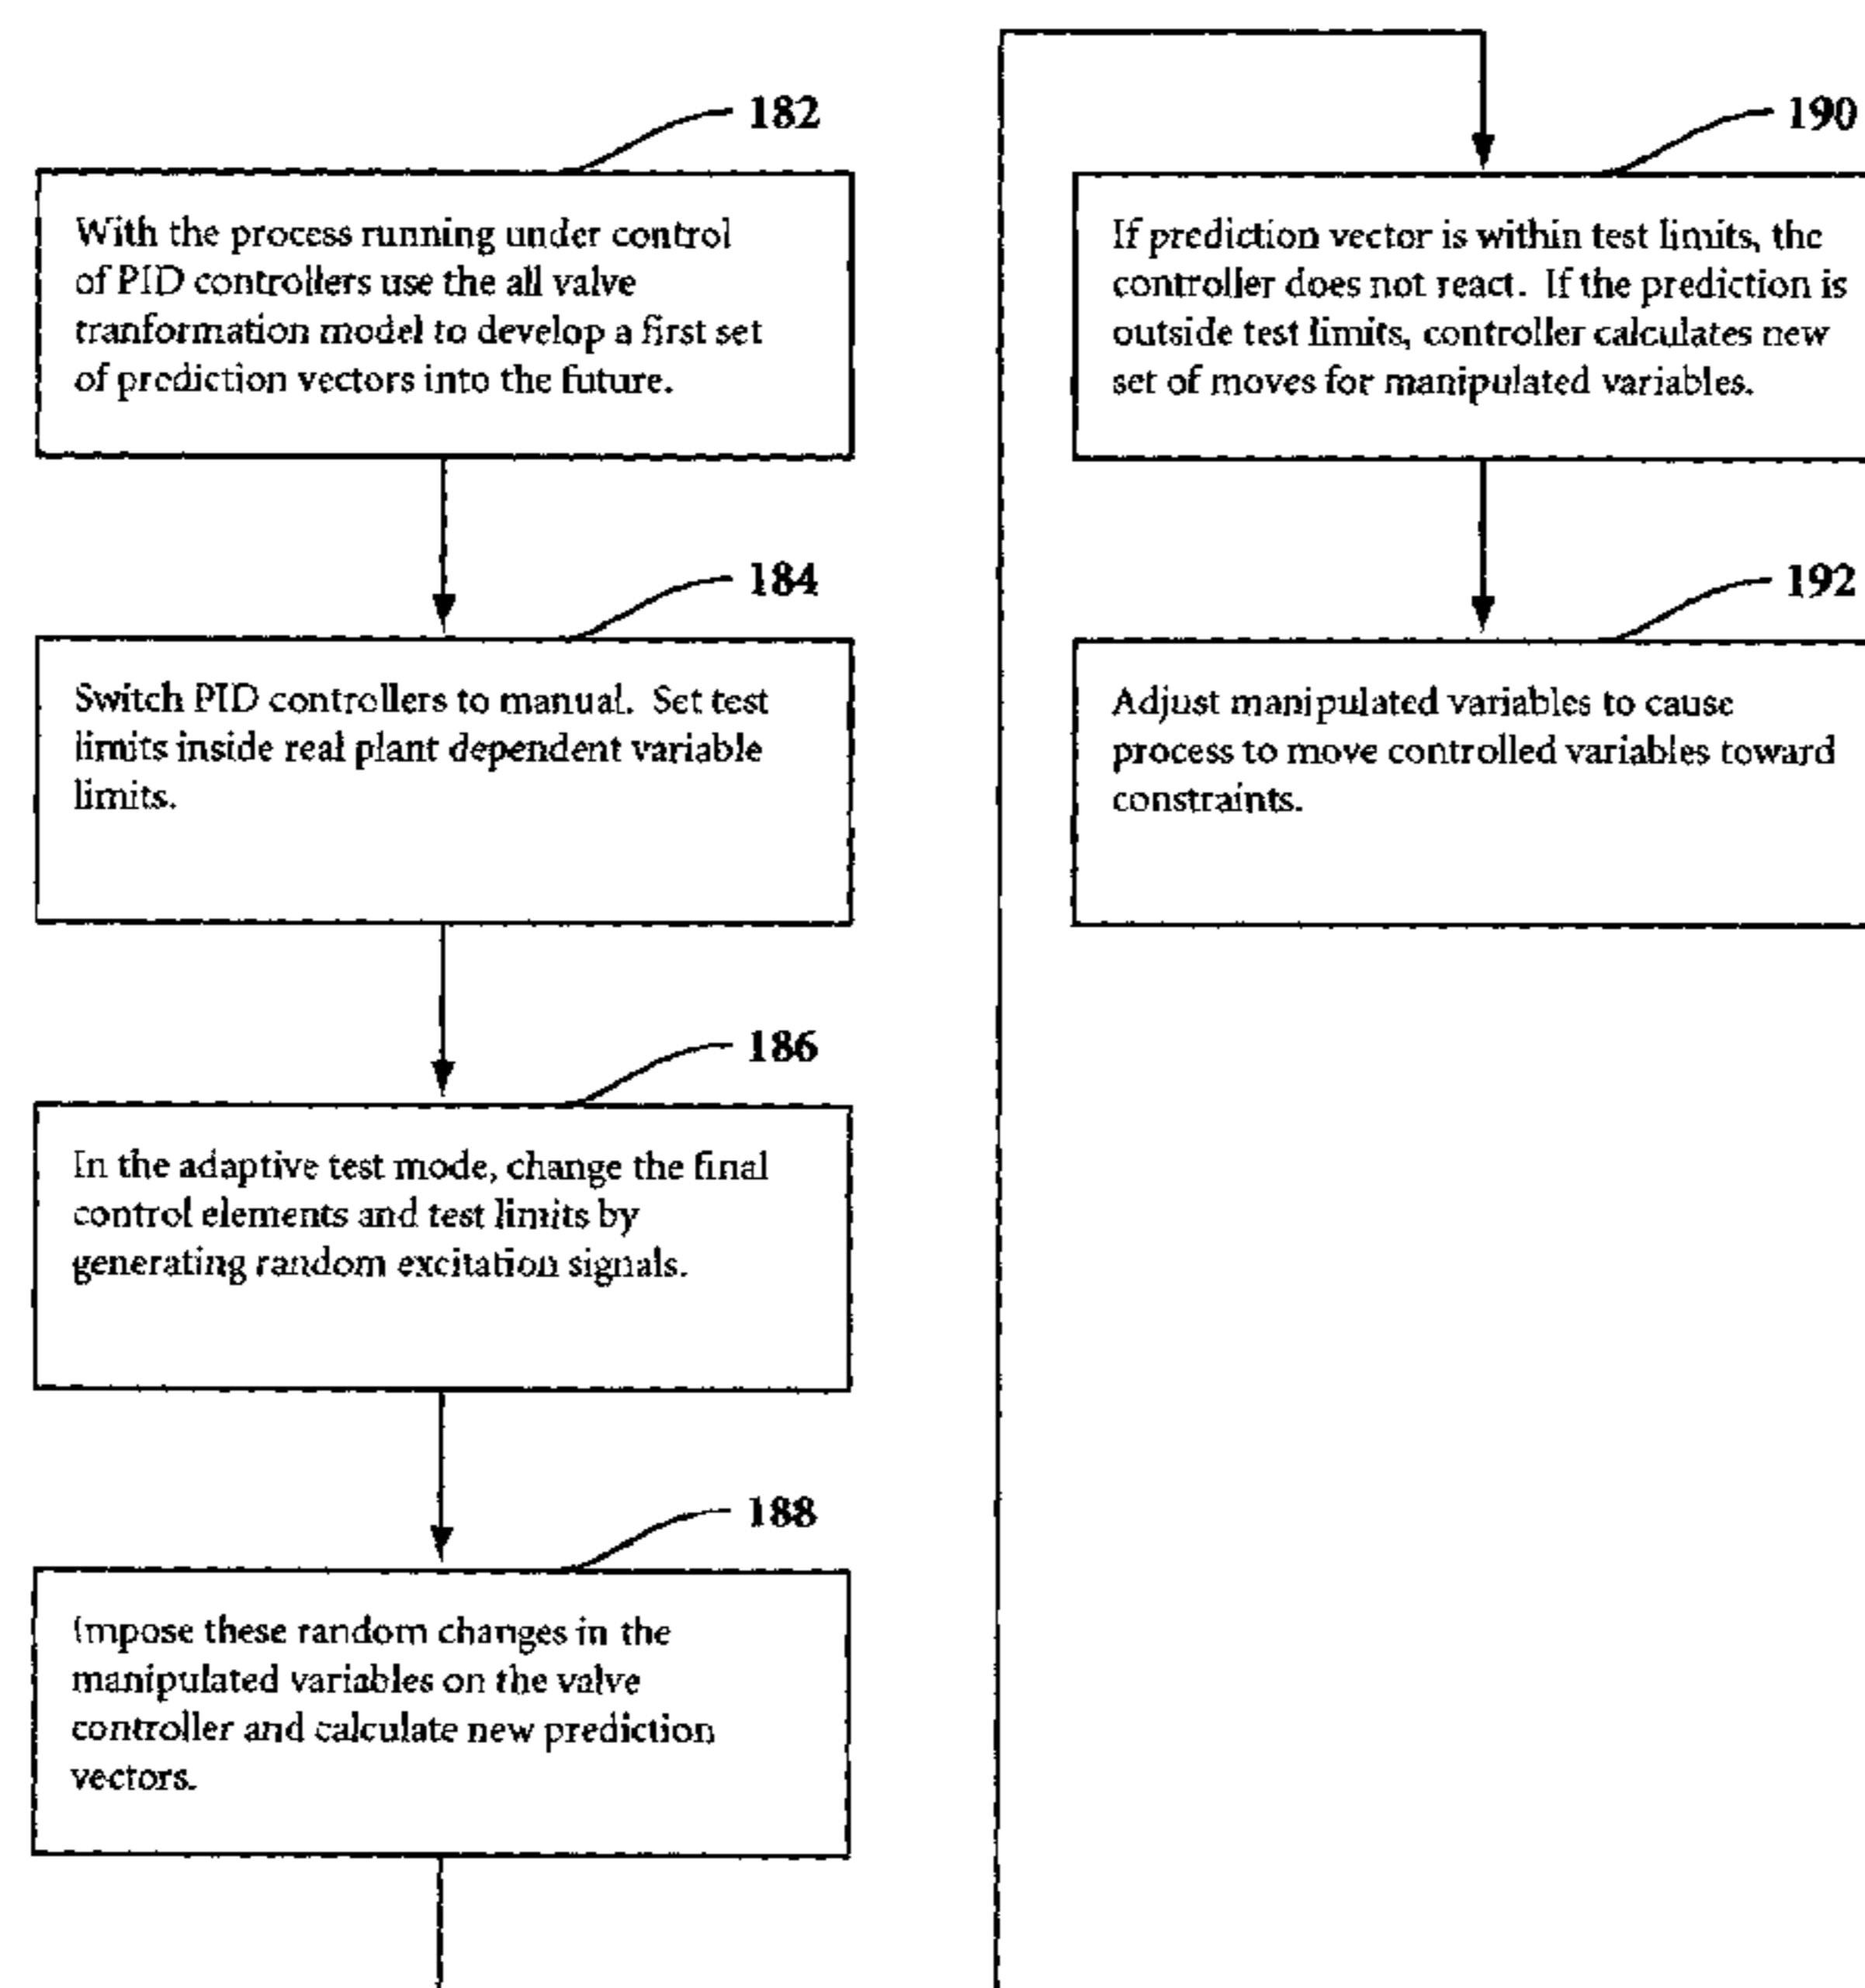 182
With the process running under control
of PID controllers use the all valve
tranformation model to develop a first set
of prediction vectors into the future.
184
Switch PID controllers to manual. Set test
limits inside real plant dependent variable
limits.
186
In the adaptive test mode, change the final
control elements and test limits by
generating random excitation signals.
188
Impose these random changes in the
manipulated variables on the valve
controller and calculate new prediction
vectors.
190
If prediction vector is within test limits, the
controller does not react. If the prediction is
outside test limits, controller calculates new
set of moves for manipulated variables.
192
Adjust manipulated variables to cause
process to move controlled variables toward
constraints.